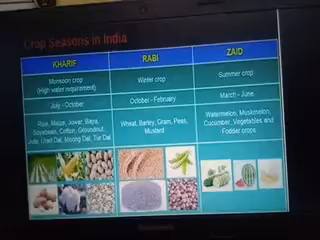 Crop Seasons in India
KHARIF
RABI
ZAID
Monsoon crop
(High water requirement)
Winter crop
Summer crop
July - October
October - February
March - June
Rice, Maize, Jowar, Bajra,
Soyabean, Cotton, Groundnut,
Jute, Urad Dal, Moong Dal, Tur Dal
Wheat, Barley, Gram, Peas,
Mustard
Watermelon, Muskmelon,
Cucumber, Vegetables and
Fodder crops